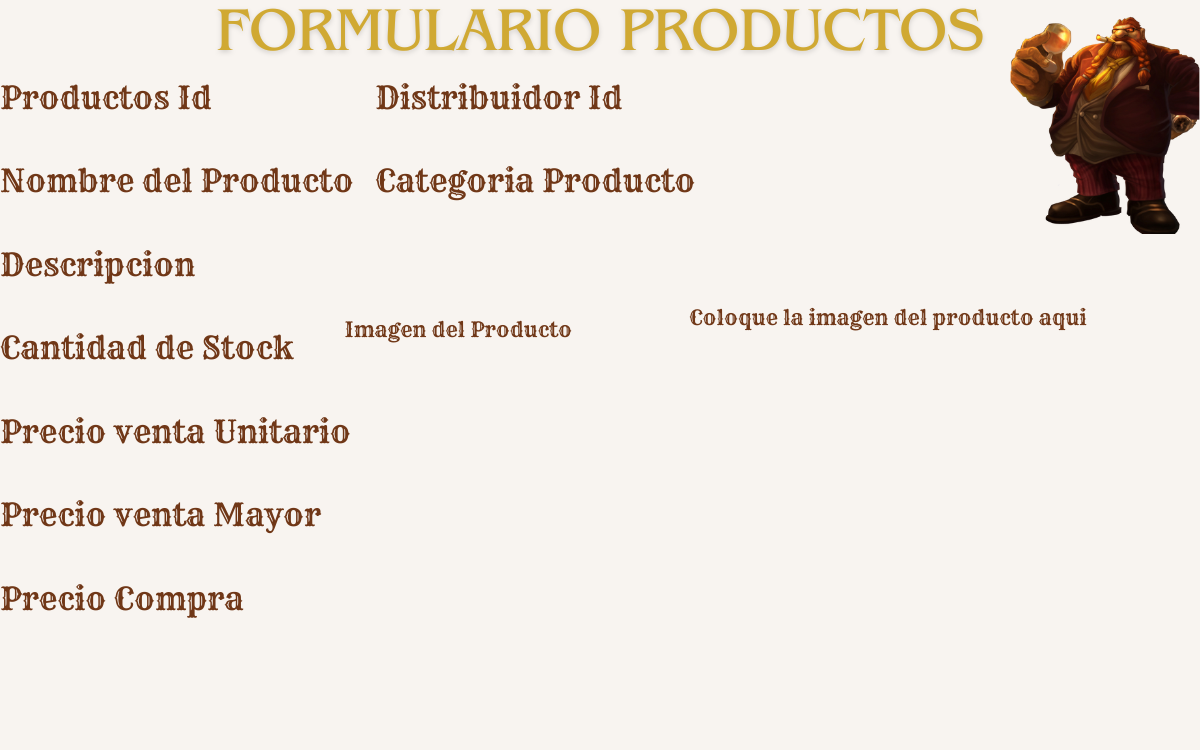 FORMULARIO PRODUCTOS
Productos Id
Distribuidor Id
Nombre del Producto
Categoria Producto
Descripcion
Coloque la imagen del producto aqui
Imagen del Producto
Cantidad de Stock
Precio venta Unitario
Precio venta Mayor
Precio Compra